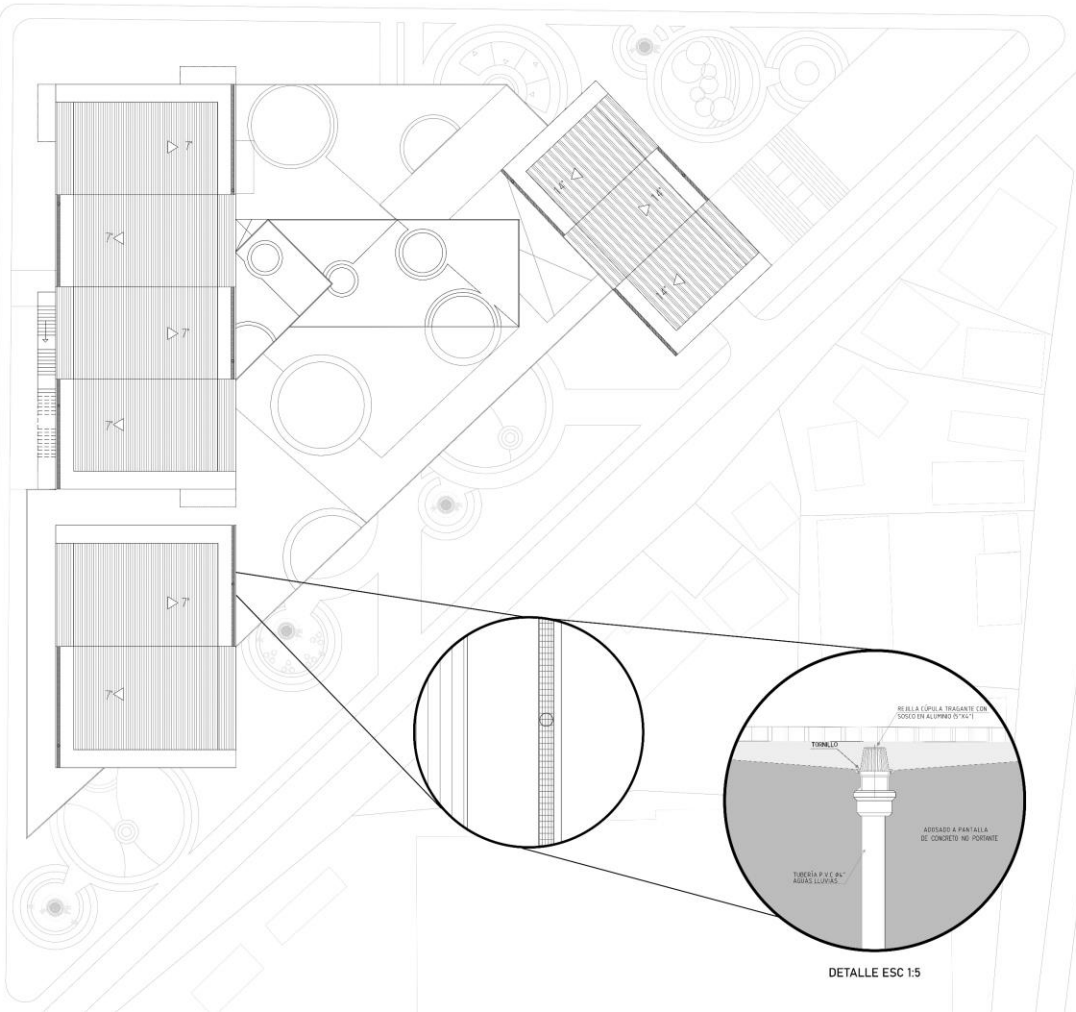 7°
7°
7°
7°
7°
7°
14°
14°
14°
REJILLA CÚPULA TRAGANTE CON
SOSCO EN ALUMINIO (5"X4")
TORNILLO
ADOSADO A PANTALLA
DE CONCRETO NO PORTANTE
TUBERÍA P.V.C Ø4"
AGUAS LLUVIAS
DETALLE ESC 1:5